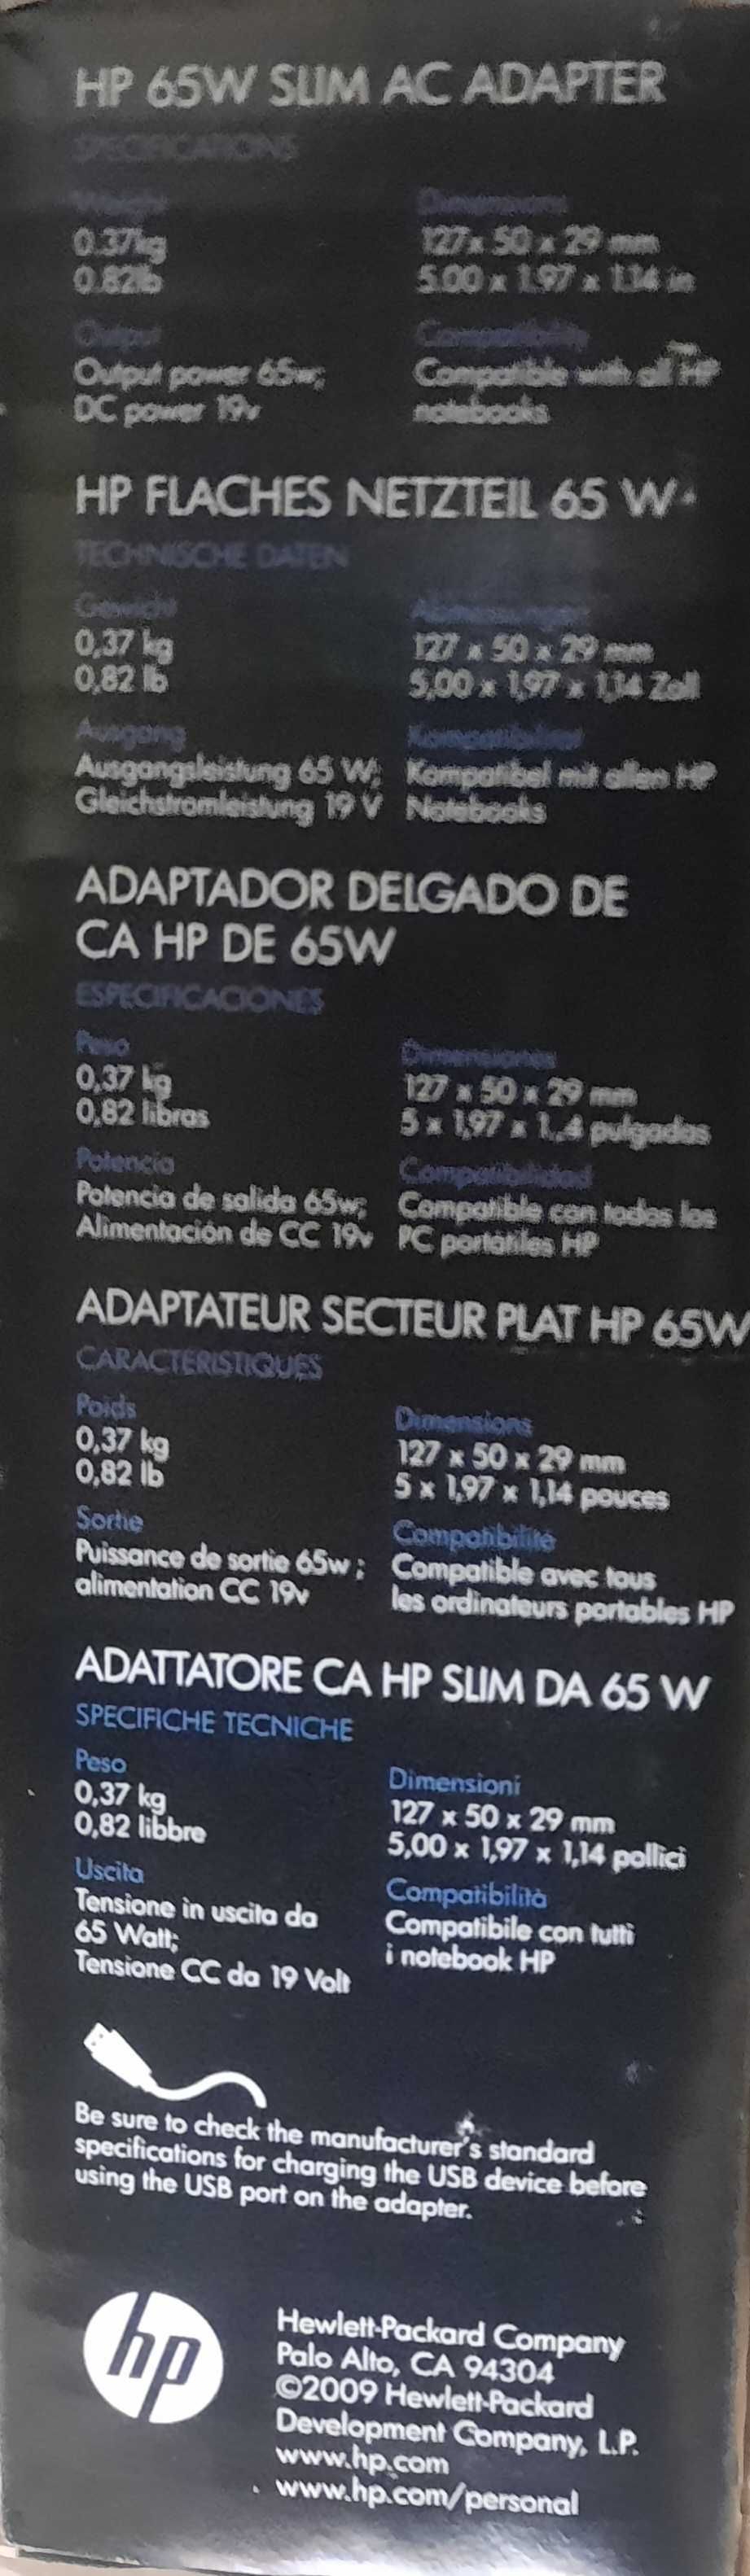 HP 65W SLIM AC ADAPTER
SPECIFICATIONS
Weight
0.37kg
0.82lb
Dimensions
127x 50 x 29 mm
5.00 x 1.97 x 1.14 in
Output
Output power 65w;
DC power 19v
Compatibility
Compatible with all HP
notebooks
HP FLACHES NETZTEIL 65 W
TECHNISCHE DATEN
Gewicht
0,37 kg
0,82 lb
Abmessungen
127 x 50 x 29 mm
5,00 x 1,97 x 1,14 Zoll
Ausgang
Ausgangsleistung 65 W;
Gleichstromleistung 19 V
Kompatibilität
Kompatibel mit allen HP
Notebooks
ADAPTADOR DELGADO DE
CA HP DE 65W
ESPECIFICACIONES
Peso
0,37 kg
0,82 libras
Dimensiones
127 x 50 x 29 mm
5 x 1,97 x 1,.4 pulgadas
Potencia
Potencia de salida 65w;
Alimentación de CC 19v
Compatibilidad
Compatible con todos los
PC portátiles HP
ADAPTATEUR SECTEUR PLAT HP 65W
CARACTERISTIQUES
Poids
0,37 kg
0,82 lb
Dimensions
127 x 50 x 29 mm
5 x 1,97 x 1,14 pouces
Sortie
Puissance de sortie 65w ;
alimentation CC 19v
Compatibilité
Compatible avec tous
les ordinateurs portables HP
ADATTATORE CA HP SLIM DA 65 W
SPECIFICHE TECNICHE
Peso
0,37 kg
0,82 libbre
Dimensioni
127 x 50 x 29 mm
5,00 x 1,97 x 1,14 pollici
Uscita
Tensione in uscita da
65 Watt;
Tensione CC da 19 Volt
Compatibilità
Compatibile con tutti
i notebook HP
Be sure to check the manufacturer's standard
specifications for charging the USB device before
using the USB port on the adapter.
hp
Hewlett-Packard Company
Palo Alto, CA 94304
©2009 Hewlett-Packard
Development Company, L.P.
www.hp.com
www.hp.com/personal